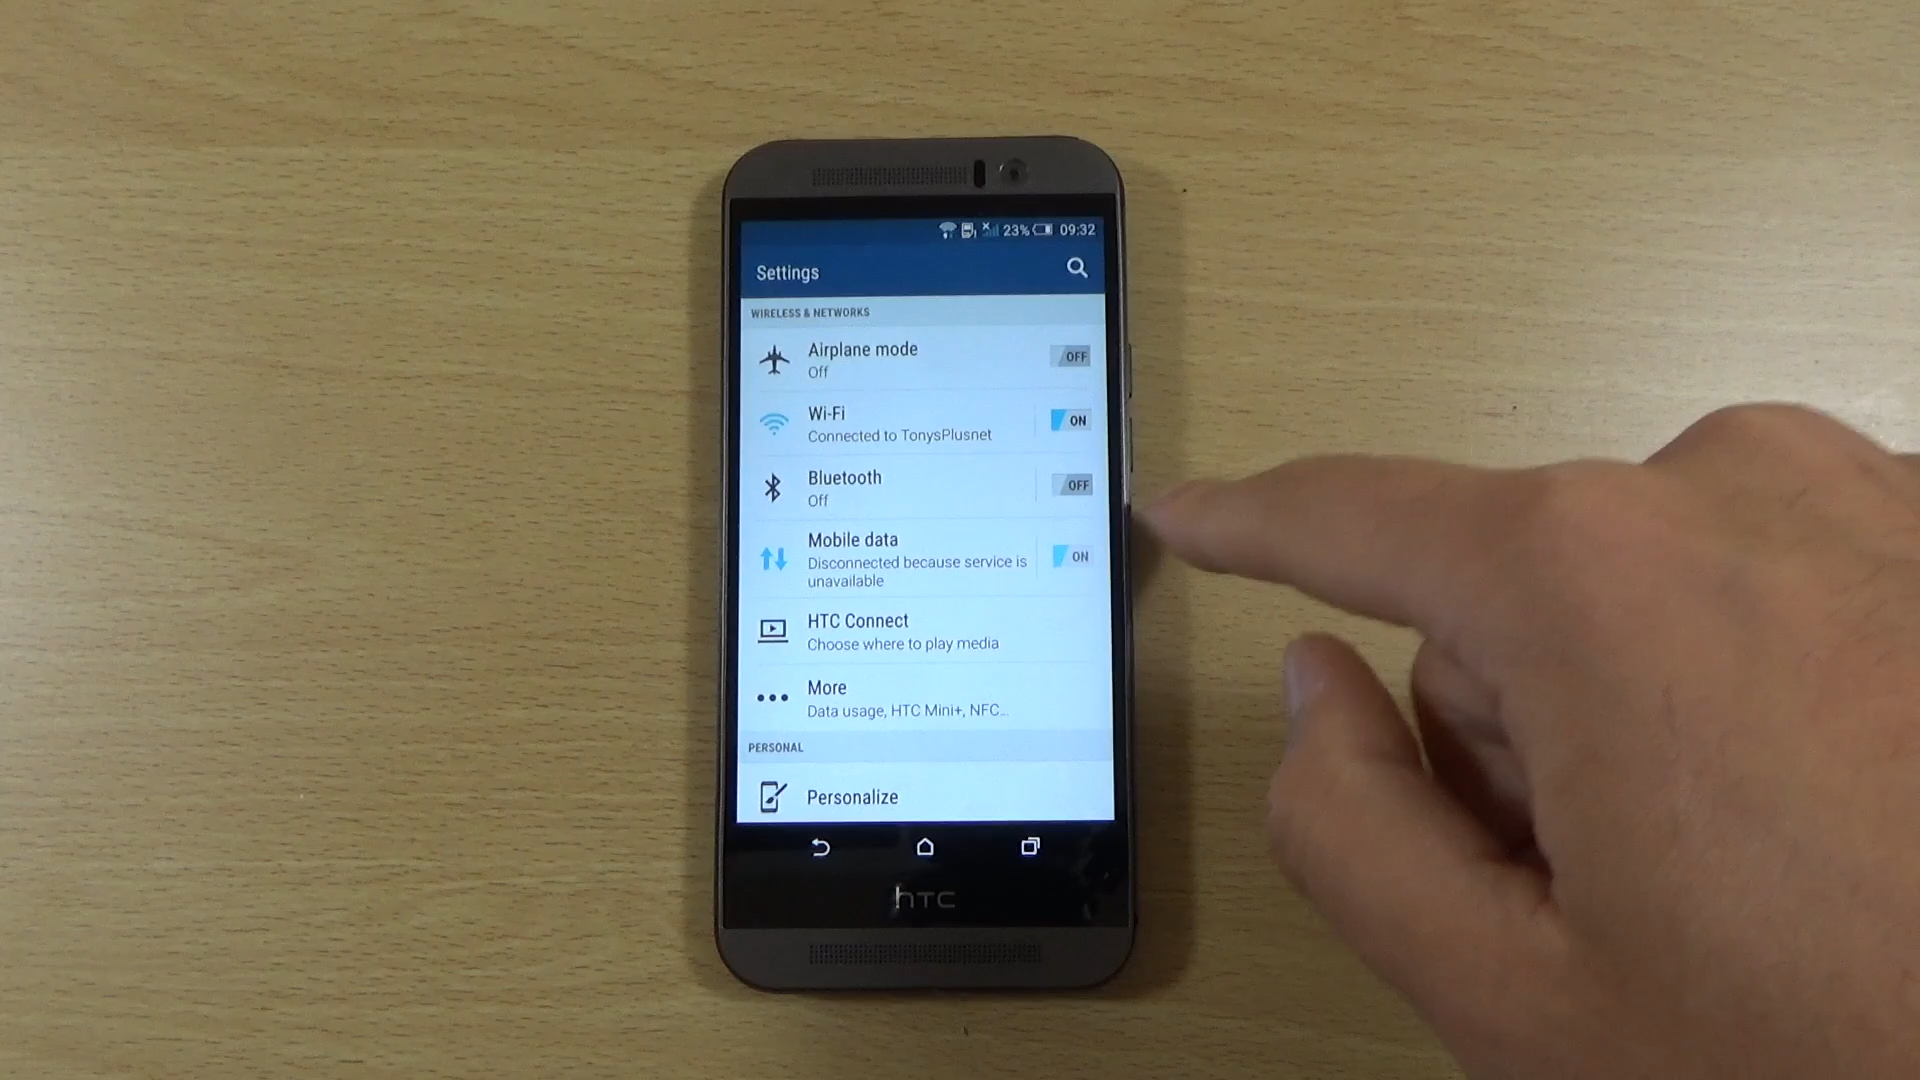 23% 09:32
Settings
WIRELESS & NETWORKS
Airplane mode
Off
OFF
Wi-Fi
Connected to TonysPlusnet
ON
Bluetooth
Off
OFF
Mobile data
Disconnected because service is
unavailable
ON
HTC Connect
Choose where to play media
More
Data usage, HTC Mini+, NFC...
PERSONAL
Personalize
hTC